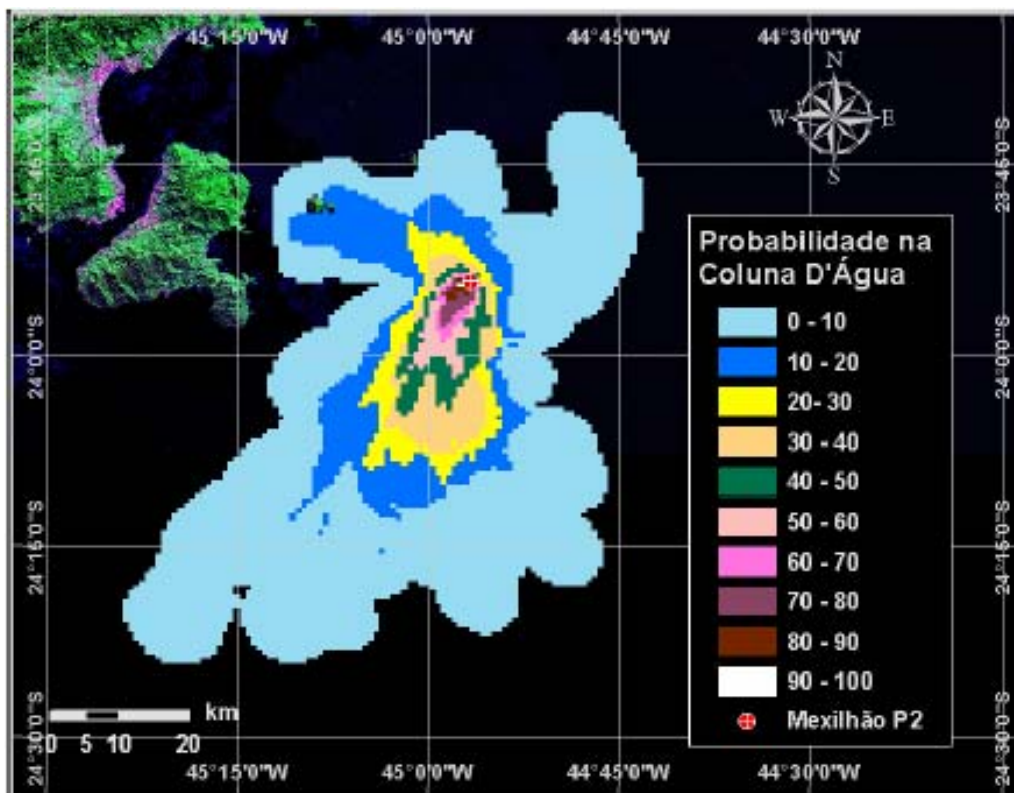 45°15'0"W 45°0'0"W 44°45'0"W 44°30'0"W
N
W E
S
23°45'0"S 23°45'0"S
Probabilidade na
Coluna D'Água
0 - 10
10 - 20
20- 30
30 - 40
40 - 50
50 - 60
60 - 70
70 - 80
80 - 90
90 - 100
Mexilhão P2
24°0'0"S 24°0'0"S
24°15'0"S 24°15'0"S
km
0 5 10 20
24°30'0"S 24°30'0"S
45°15'0"W 45°0'0"W 44°45'0"W 44°30'0"W